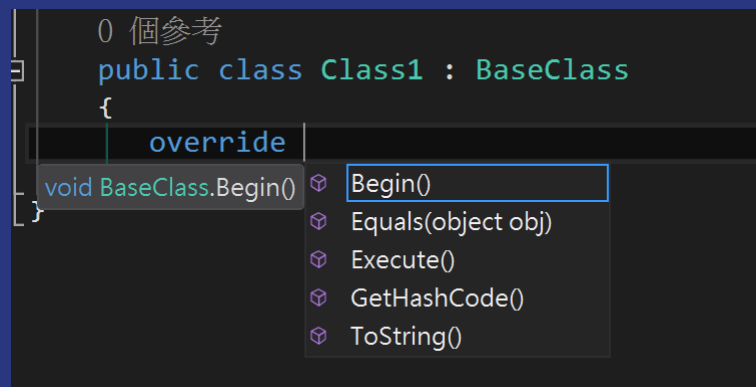 0 個參考
public class Class1 : BaseClass
{
override
void BaseClass.Begin()
Begin()
Equals(object obj)
Execute()
GetHashCode()
ToString()
}